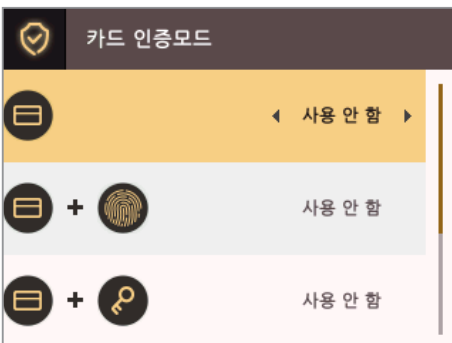 카드 인증모드
사용 안 함
+ 사용 안 함
+ 사용 안 함